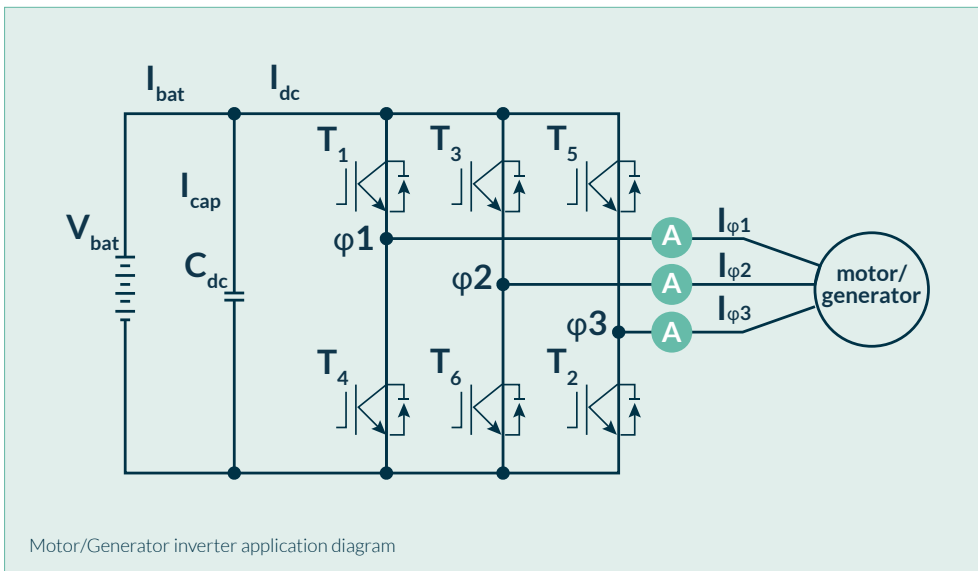 Ibat
Idc
T1
T3
T5
Icap
Vbat
φ1
A
Iφ1
Cdc
φ2
A
Iφ2
motor/
generator
φ3
A
Iφ3
T4
T6
T2
Motor/Generator inverter application diagram